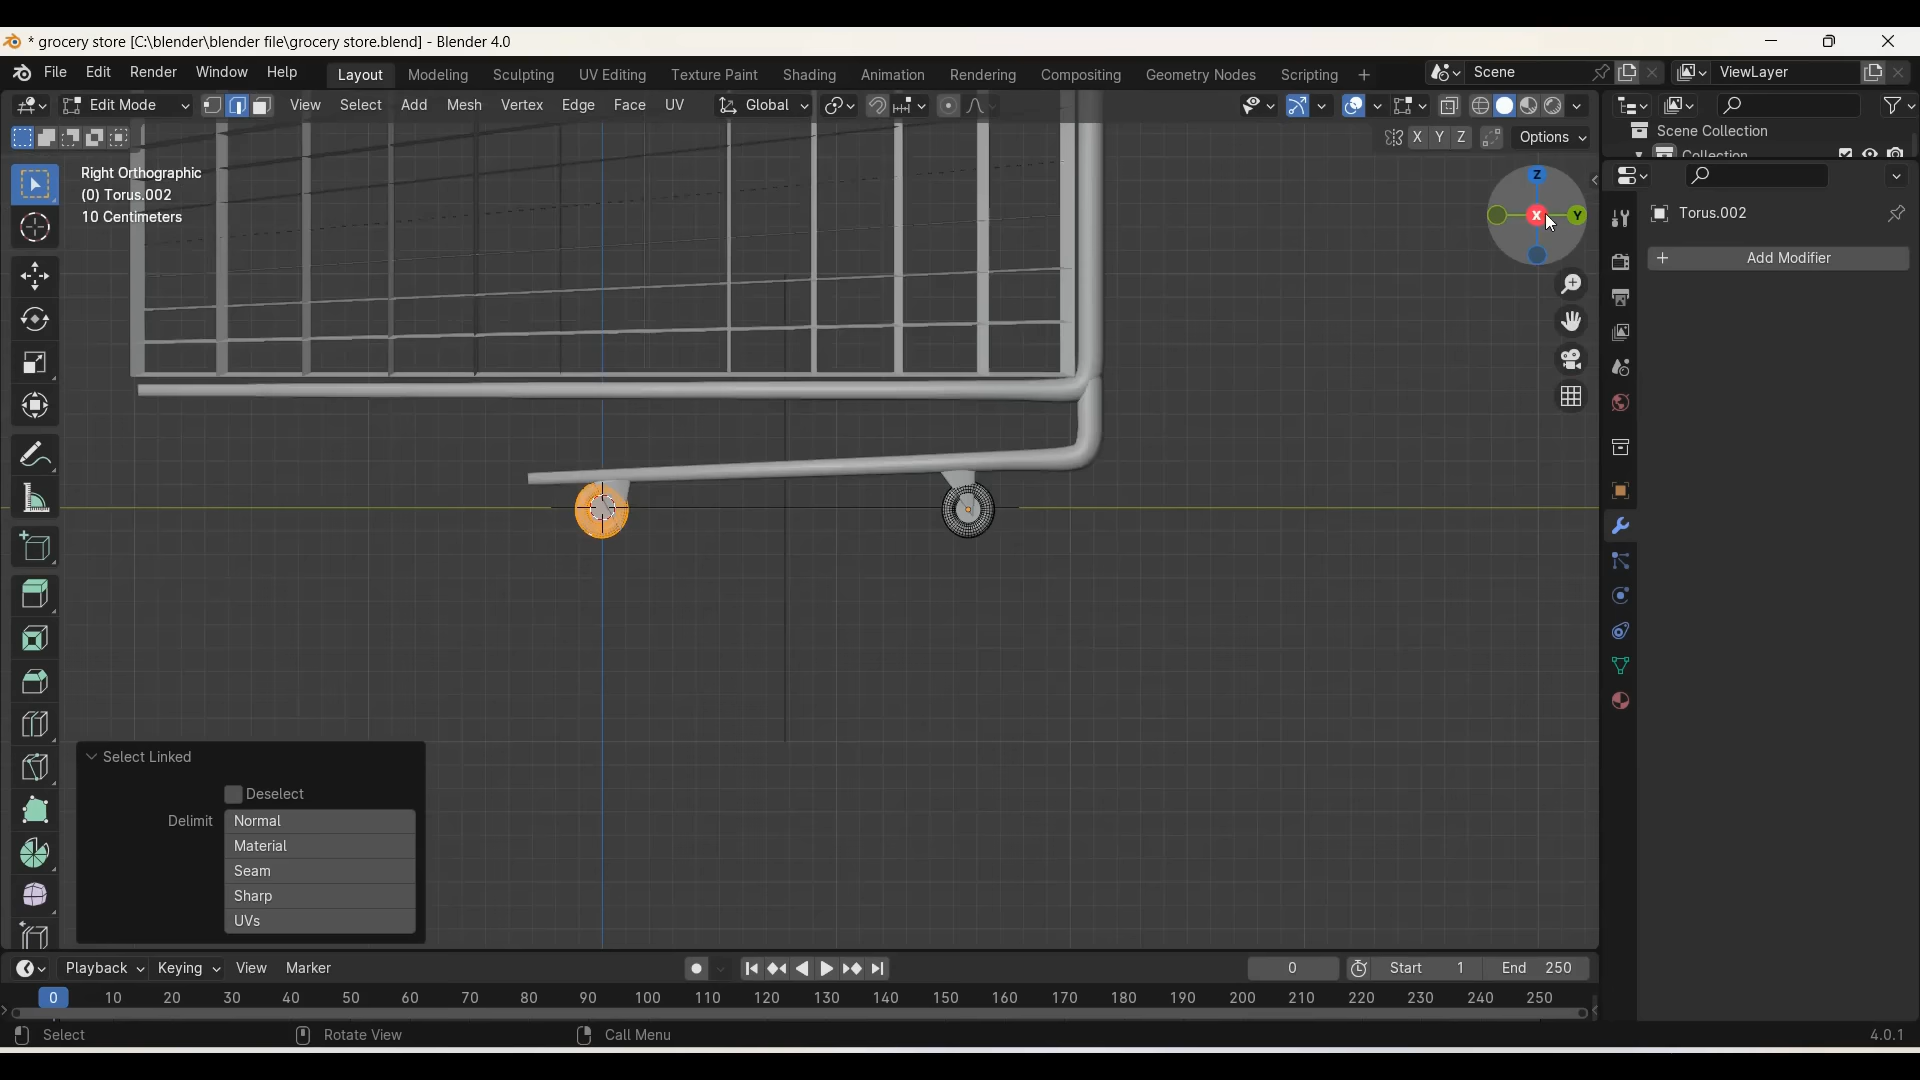 * grocery store [C:\blender\blender file\grocery store.blend] - Blender 4.0
File Edit Render Window Help Layout Modeling Sculpting UV Editing Texture Paint Shading Animation Rendering Compositing Geometry Nodes Scripting + Scene ViewLayer
Edit Mode View Select Add Mesh Vertex Edge Face UV Global
X Y Z Options
Scene Collection
Collection
Right Orthographic
(0) Torus.002
10 Centimeters
Z
X
Y
Torus.002
+ Add Modifier
Select Linked
Deselect
Delimit Normal
Material
Seam
Sharp
UVs
Playback Keying View Marker 0 Start 1 End 250
0 10 20 30 40 50 60 70 80 90 100 110 120 130 140 150 160 170 180 190 200 210 220 230 240 250
Select Rotate View Call Menu 4.0.1